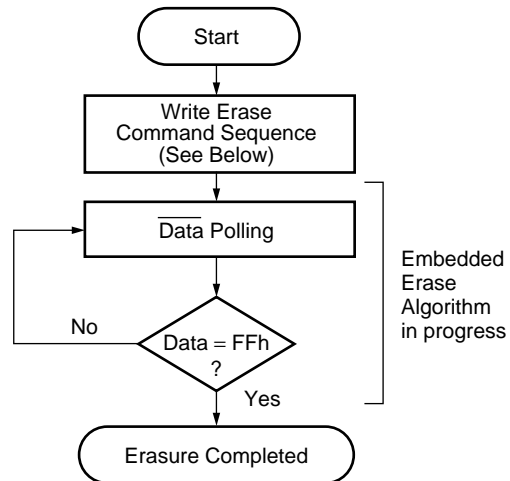 Start
Write Erase
Command Sequence
(See Below)
Data Polling
Embedded
Erase
Algorithm
in progress
No
Data = FFh
?
Yes
Erasure Completed